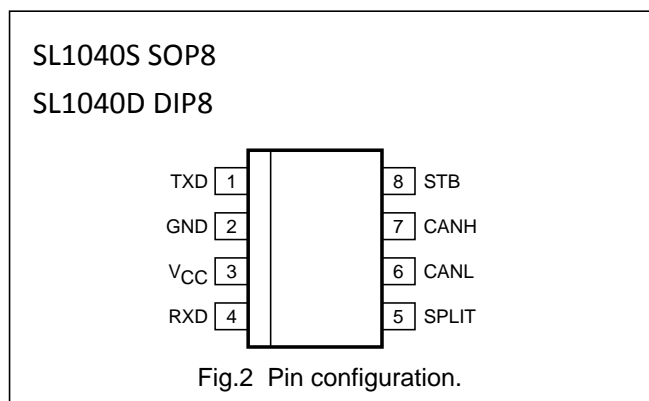 SL1040S SOP8
SL1040D DIP8
TXD 1 8 STB
GND 2 7 CANH
VCC 3 6 CANL
RXD 4 5 SPLIT
Fig.2 Pin configuration.